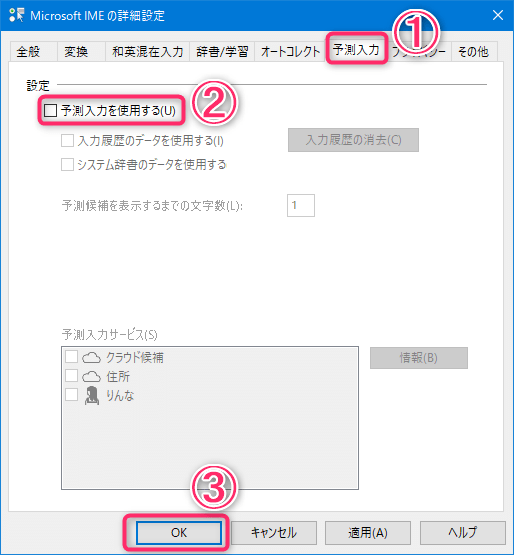 Microsoft IME の詳細設定
①
全般 変換 和英混在入力 辞書/学習 オートコレクト 予測入力 その他
設定
②
予測入力を使用する(U)
入力履歴のデータを使用する(I) 入力履歴の消去(C)
システム辞書のデータを使用する
予測候補を表示するまでの文字数(L): 1
予測入力サービス(S)
クラウド候補 情報(B)
住所
りんな
③
OK キャンセル 適用(A) ヘルプ